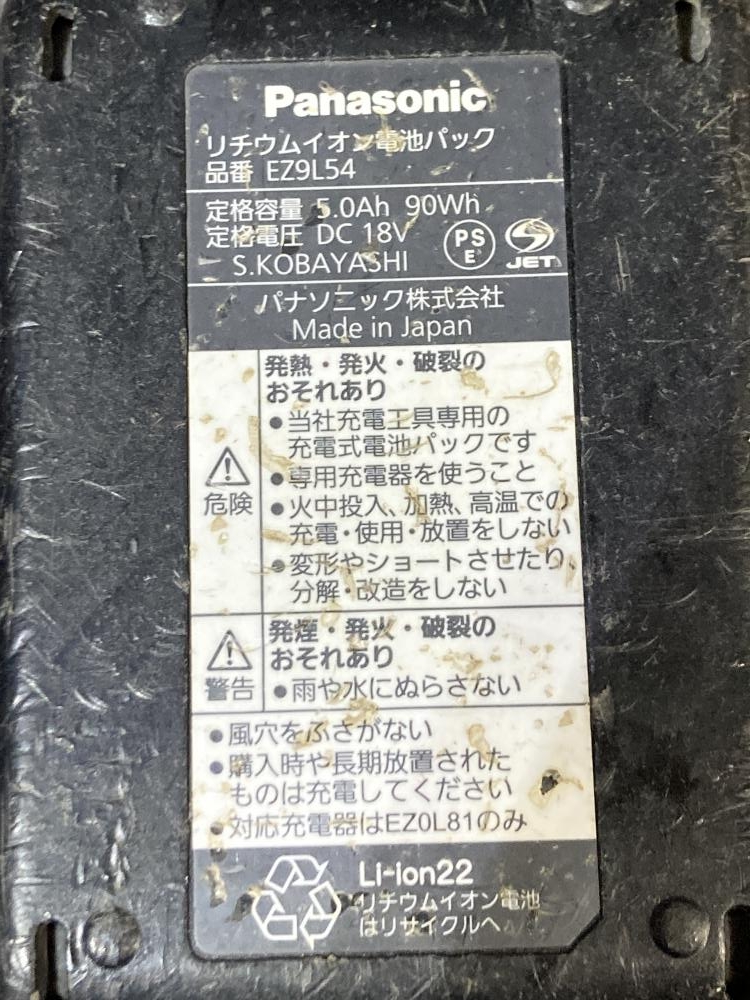 Panasonic
リチウムイオン電池パック
品番 EZ9L54
定格容量 5.0Ah 90Wh
定格電圧 DC 18V
PS
E
JET
S.KOBAYASHI
パナソニック株式会社
Made in Japan
発熱・発火・破裂の
おそれあり
●当社充電工具専用の
充電式電池パックです
●専用充電器を使うこと
危険
●火中投入、加熱、高温での
充電・使用・放置をしない
●変形やショートさせたり、
分解・改造をしない
発煙・発火・破裂の
おそれあり
警告
●雨や水にぬらさない
●風穴をふさがない
●購入時や長期放置された
ものは充電してください
●対応充電器はEZ0L81のみ
Li-ion22
リチウムイオン電池
はリサイクルへ